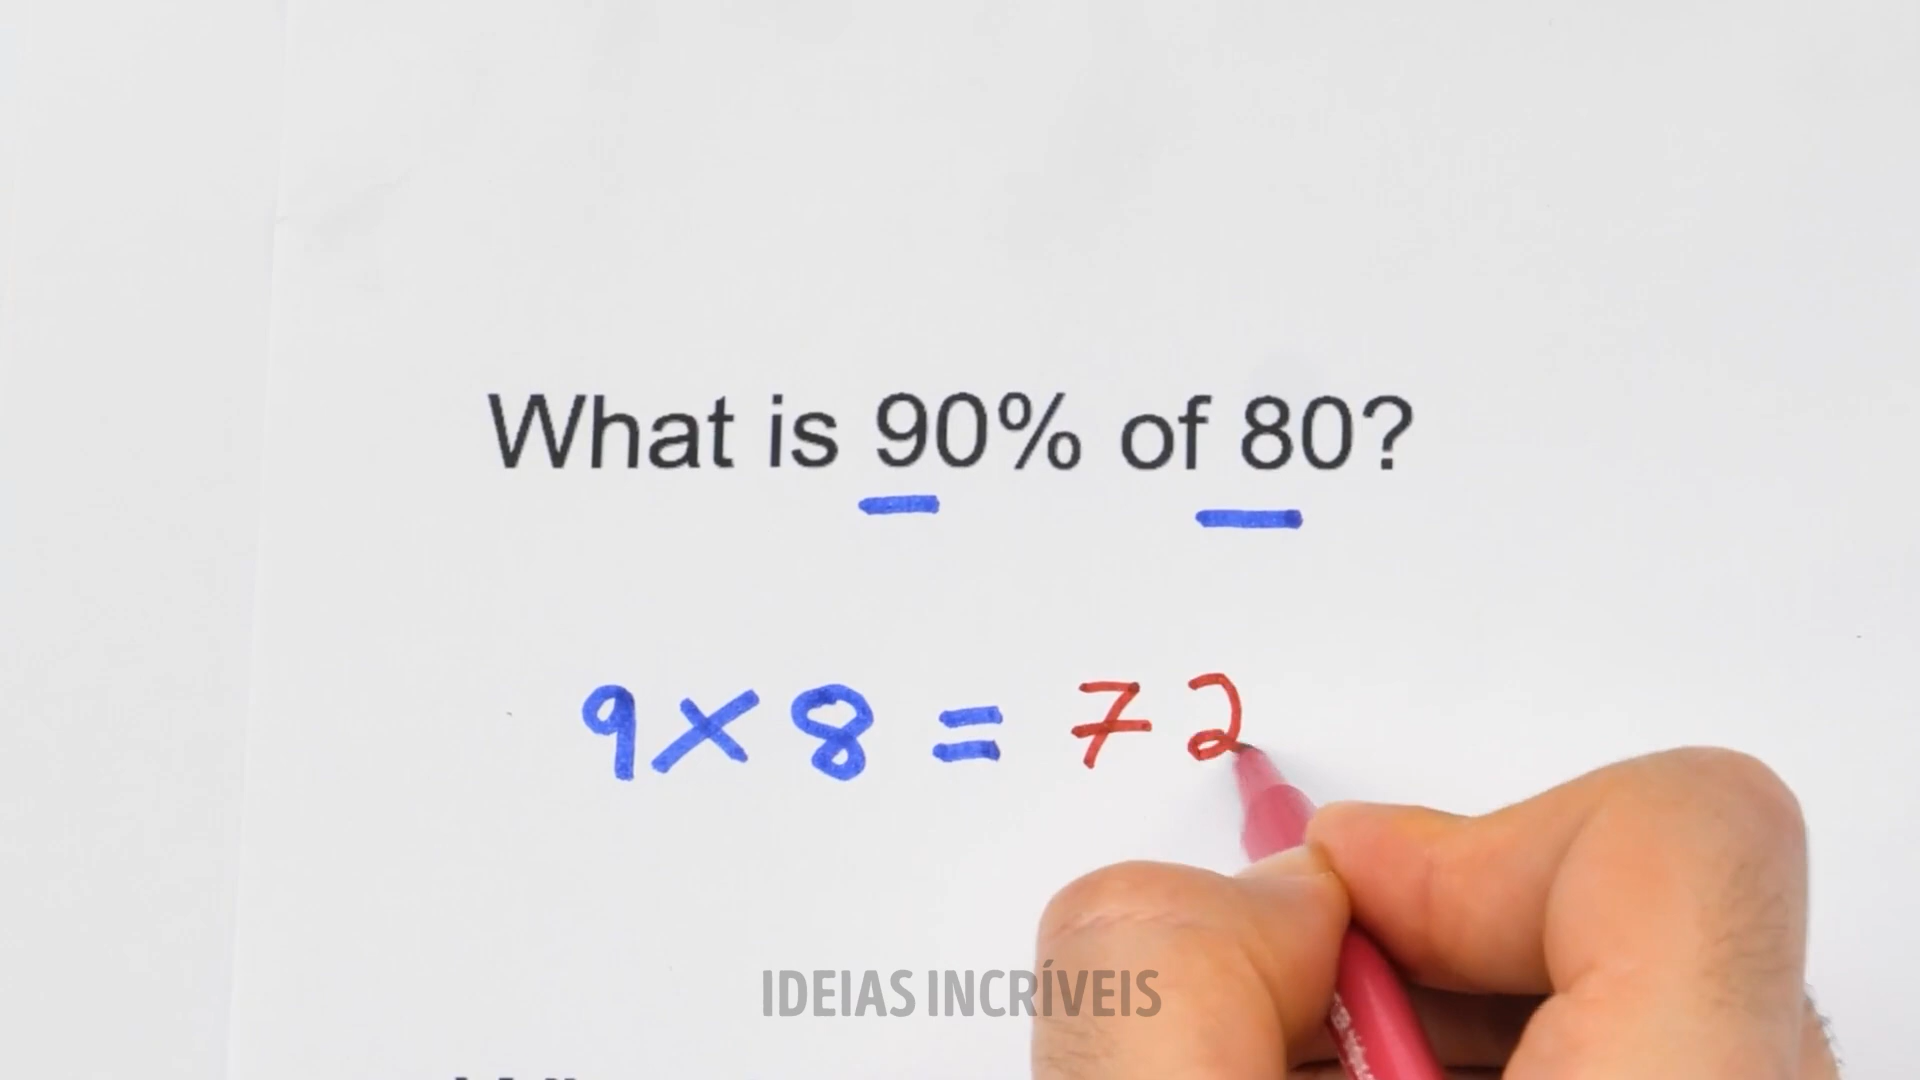 What is 90% of 80?
9 × 8 = 72
IDEIAS INCRÍVEIS